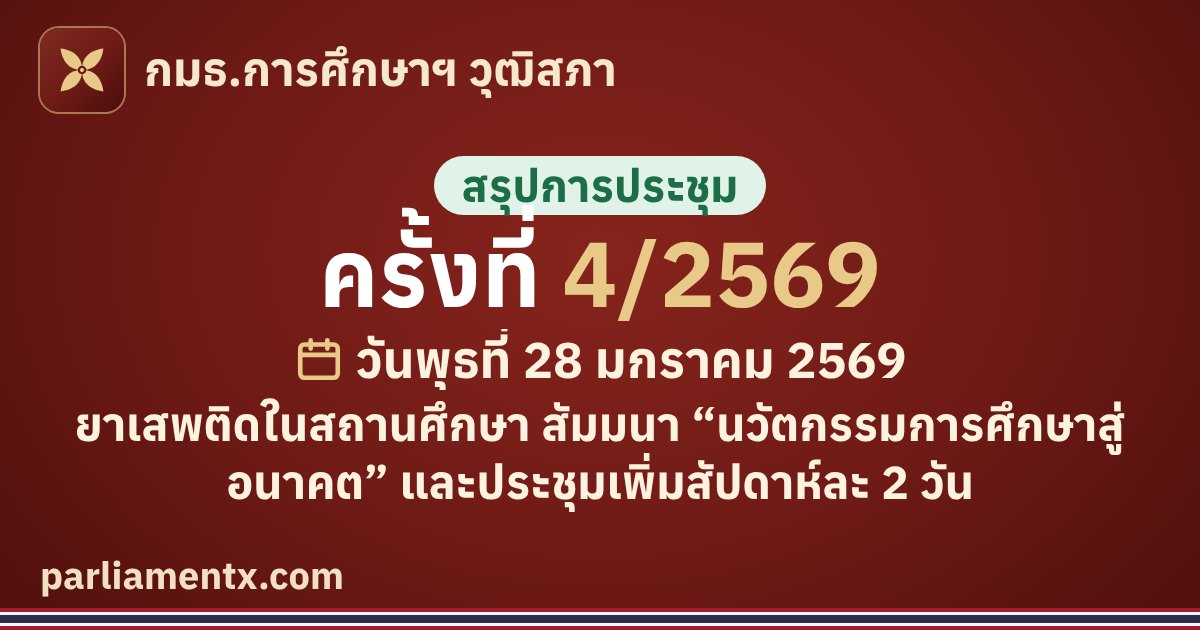 กมธ.การศึกษาฯ วุฒิสภา
สรุปการประชุม
ครั้งที่ 4/2569
วันพุธที่ 28 มกราคม 2569
ยาเสพติดในสถานศึกษา สัมมนา “นวัตกรรมการศึกษาสู่
อนาคต” และประชุมเพิ่มสัปดาห์ละ 2 วัน
parliamentx.com